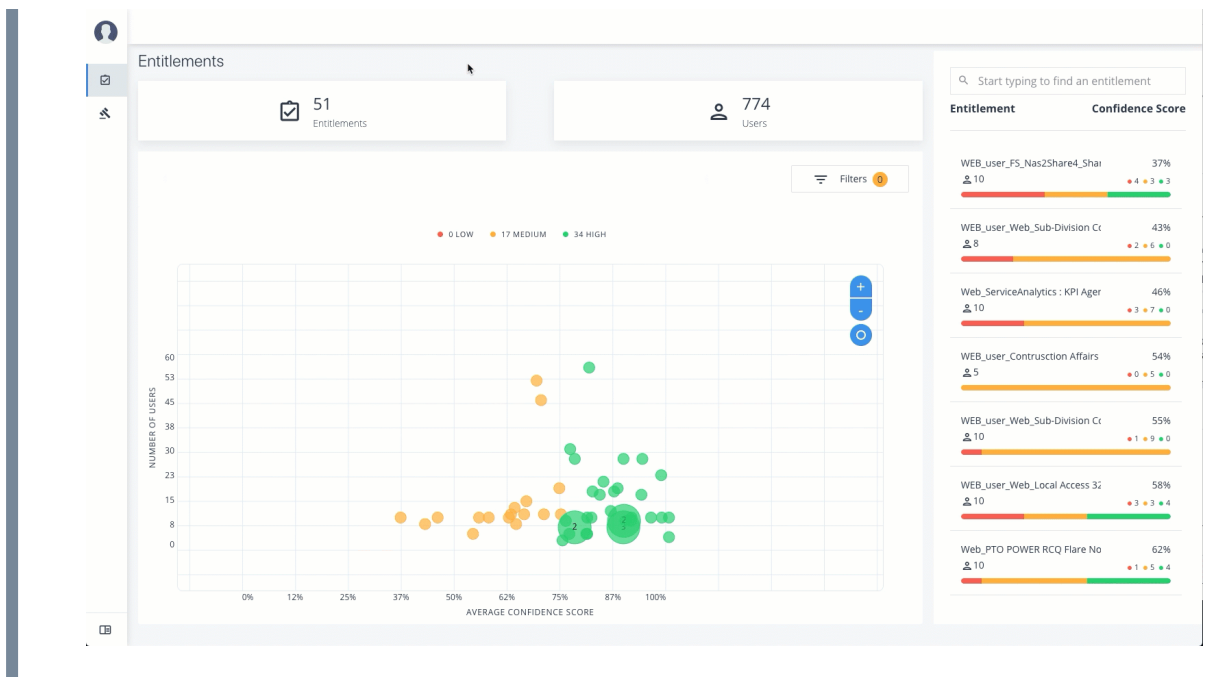 Entitlements
51
Entitlements
774
Users
Filters 0
0 LOW 17 MEDIUM 34 HIGH
+
-
60
53
45
38
30
23
15
8
0
NUMBER OF USERS
2
0% 12% 25% 37% 50% 62% 75% 87% 100%
AVERAGE CONFIDENCE SCORE
Start typing to find an entitlement
Entitlement Confidence Score
WEB_user_FS_Nas2Share4_Shar 37%
10 4 3 3
WEB_user_Web_Sub-Division Cc 43%
8 2 6 0
Web_ServiceAnalytics : KPI Ager 46%
10 3 7 0
WEB_user_Contrusction Affairs 54%
5 0 5 0
WEB_user_Web_Sub-Division Cc 55%
10 1 9 0
WEB_user_Web_Local Access 32 58%
10 3 3 4
Web_PTO POWER RCQ Flare No 62%
10 1 5 4